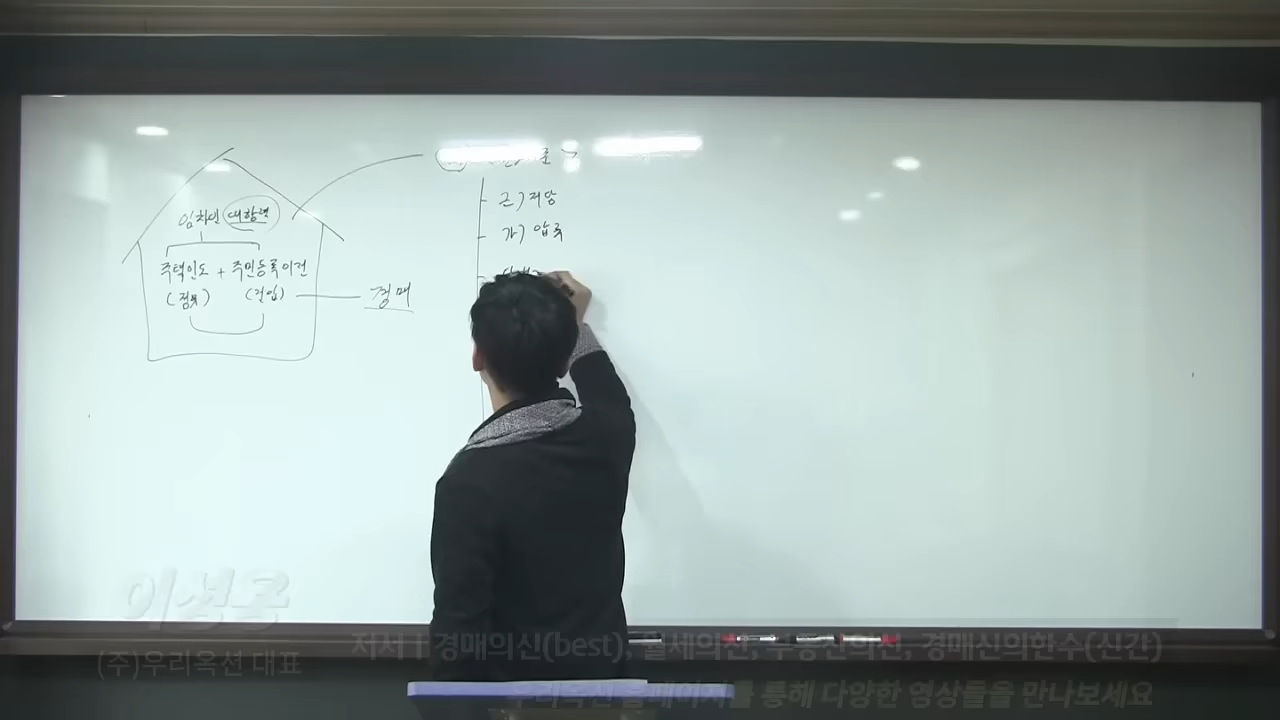 임차인 대항력
주택인도 + 주민등록이전
(점유) (전입)
경매
근) 저당
가) 압류
이성용
(주)우리옥션 대표
저서 | 경매의신(best), 월세의신, 부동산의신, 경매신의한수(신간)
우리옥션 홈페이지를 통해 다양한 영상들을 만나보세요